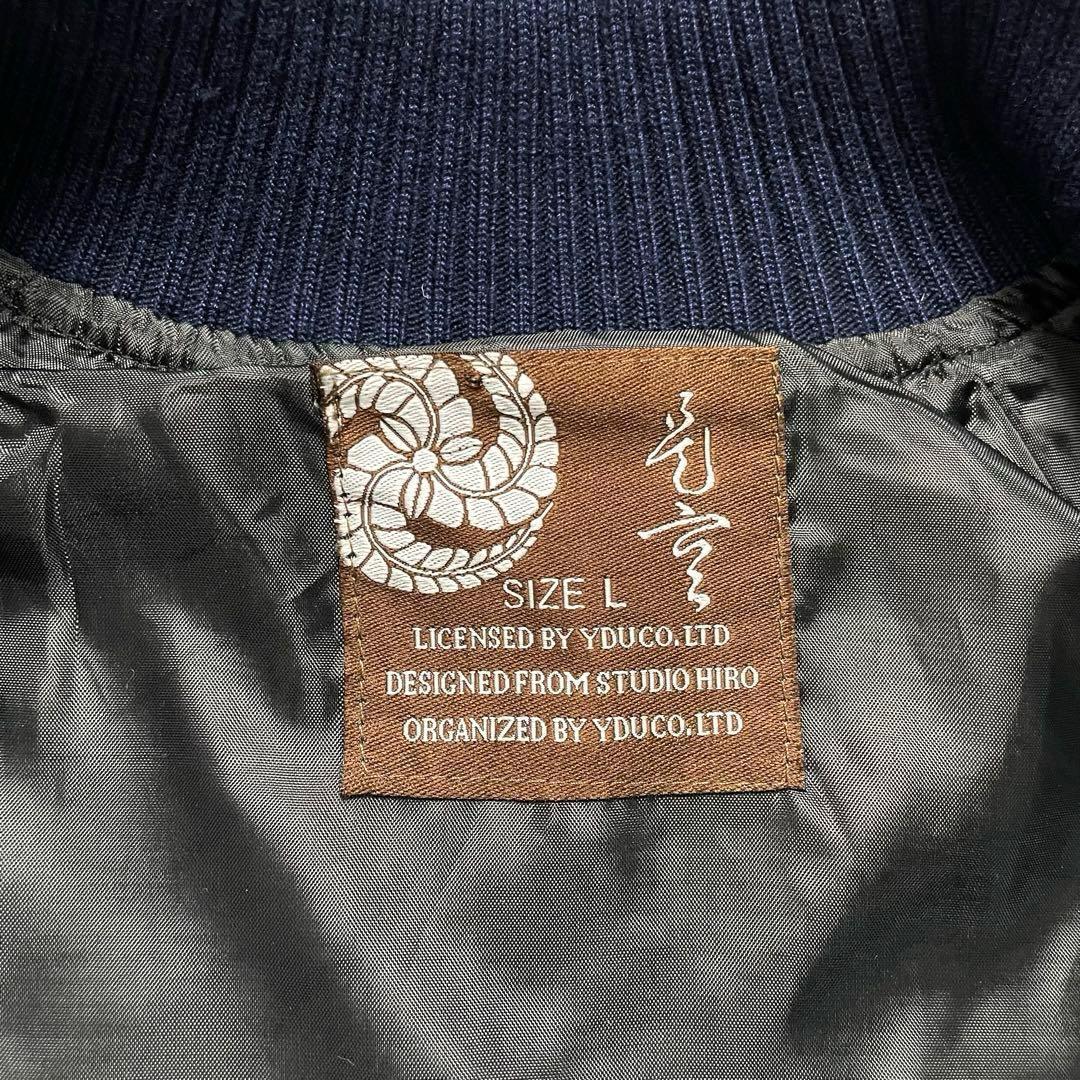 SIZE L
LICENSED BY YDUCO.LTD
DESIGNED FROM STUDIO HIRO
ORGANIZED BY YDUCO.LTD